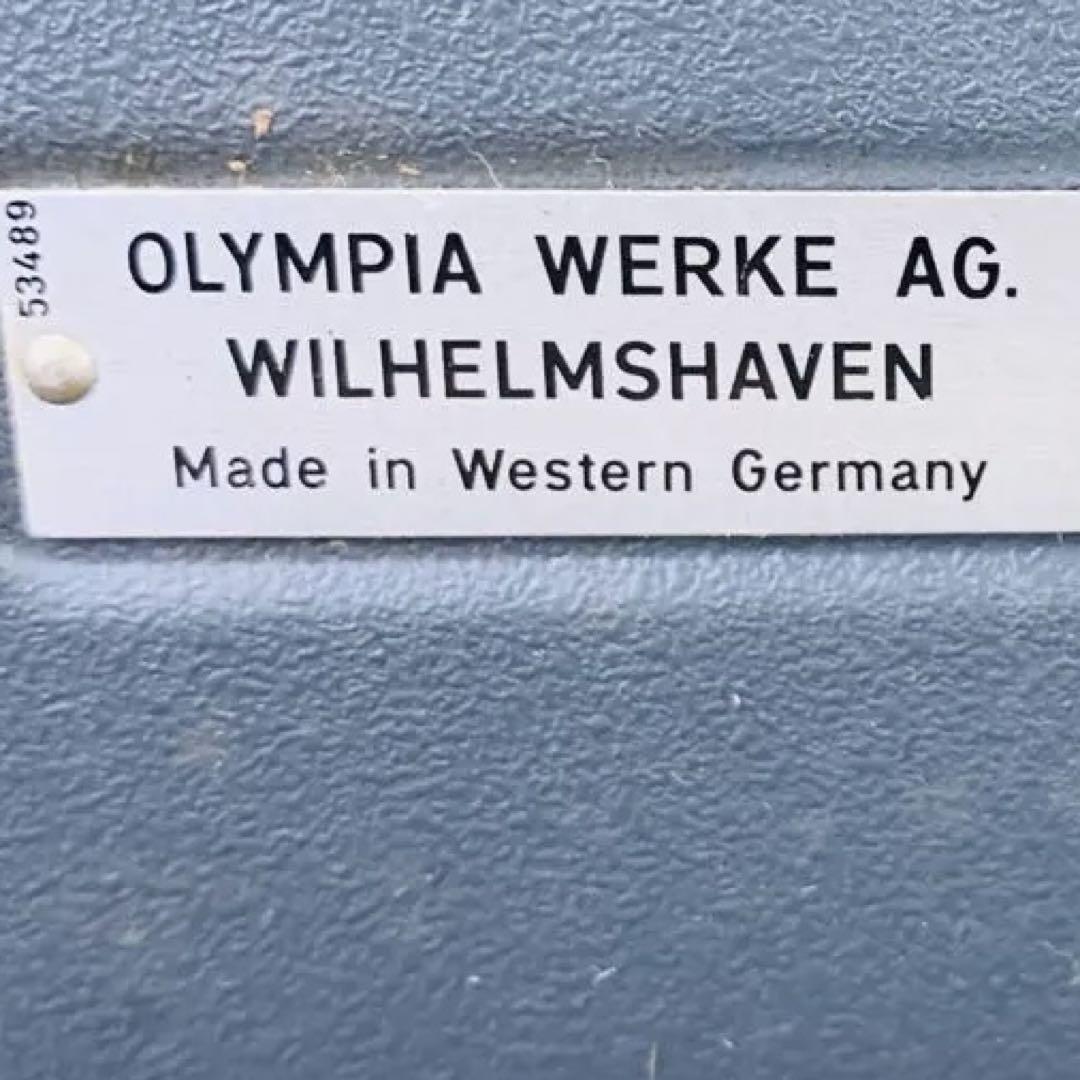 53489
OLYMPIA WERKE AG.
WILHELMSHAVEN
Made in Western Germany